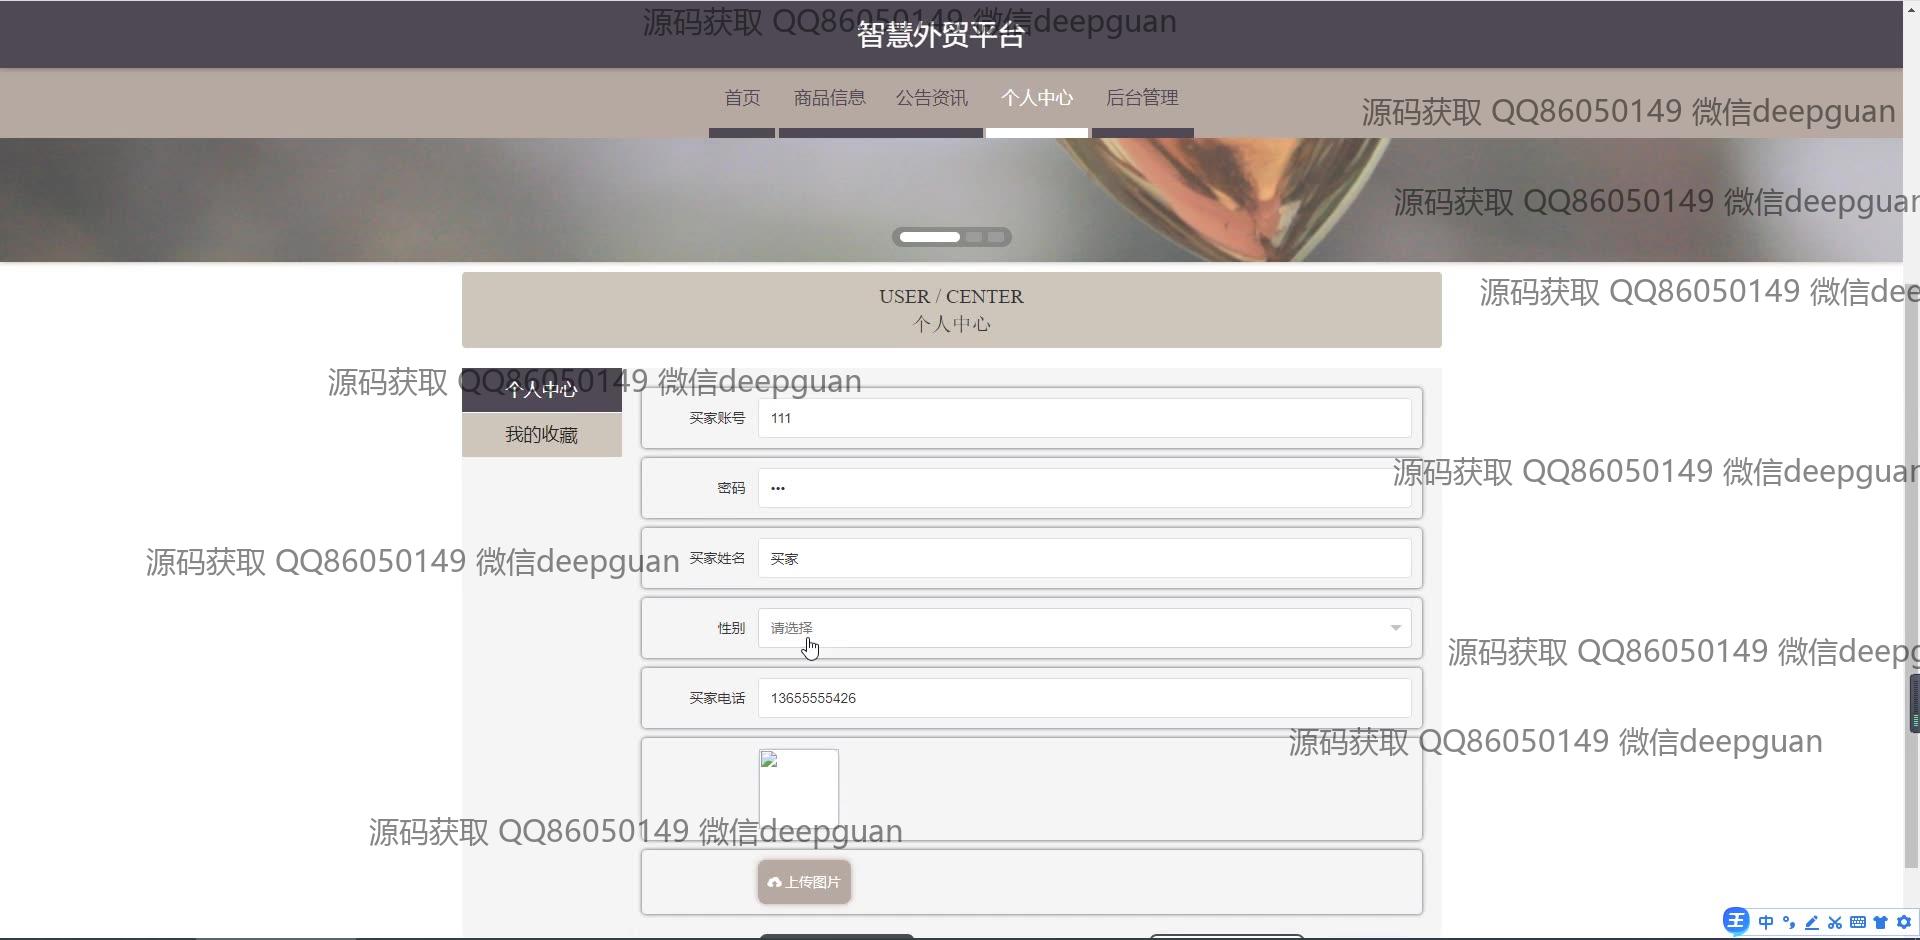 源码获取 QQ86050149 微信deepguan
智慧外贸平台
首页 商品信息 公告资讯 个人中心 后台管理
源码获取 QQ86050149 微信deepguan
源码获取 QQ86050149 微信deepguan
USER / CENTER
个人中心
源码获取 QQ86050149 微信dee
个人中心
源码获取 QQ86050149 微信deepguan
买家账号 111
我的收藏
密码 •••
源码获取 QQ86050149 微信deepguan
买家姓名 买家
源码获取 QQ86050149 微信deepguan
性别 请选择
源码获取 QQ86050149 微信deepg
买家电话 13655555426
源码获取 QQ86050149 微信deepguan
源码获取 QQ86050149 微信deepguan
上传图片
王 中